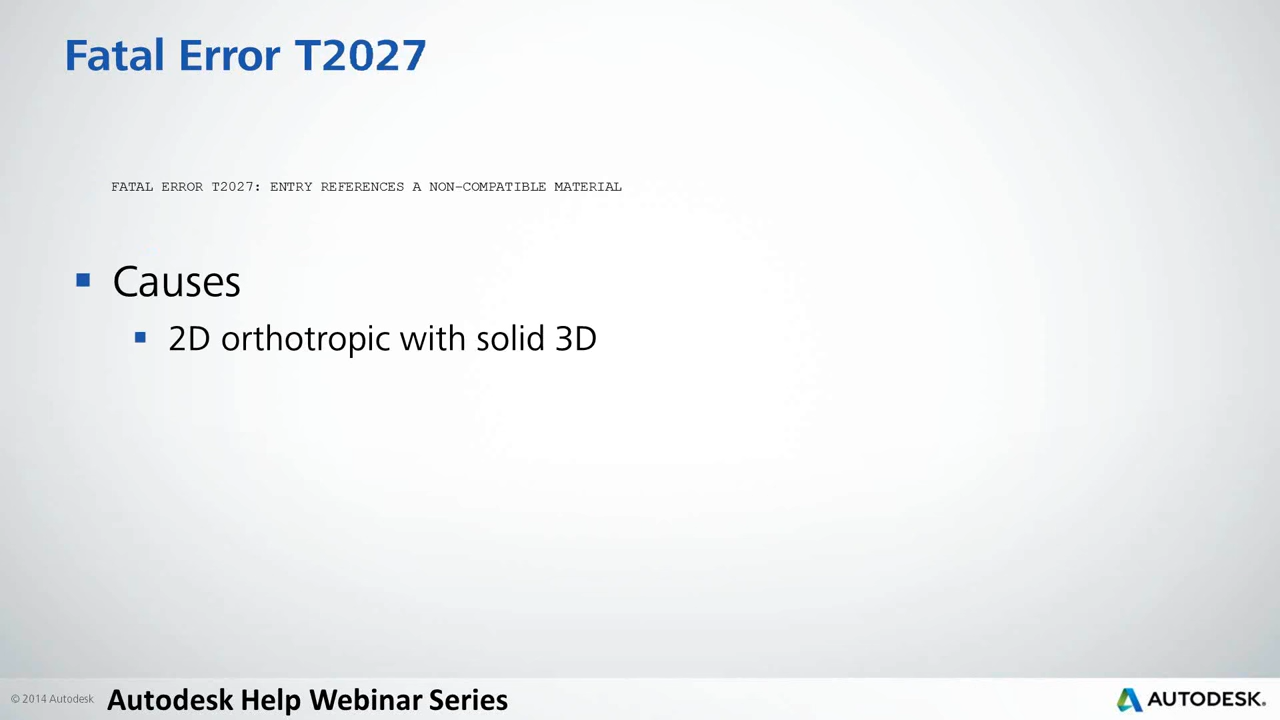 Fatal Error T2027
FATAL ERROR T2027: ENTRY REFERENCES A NON-COMPATIBLE MATERIAL
Causes
2D orthotropic with solid 3D
© 2014 Autodesk
Autodesk Help Webinar Series
AUTODESK.